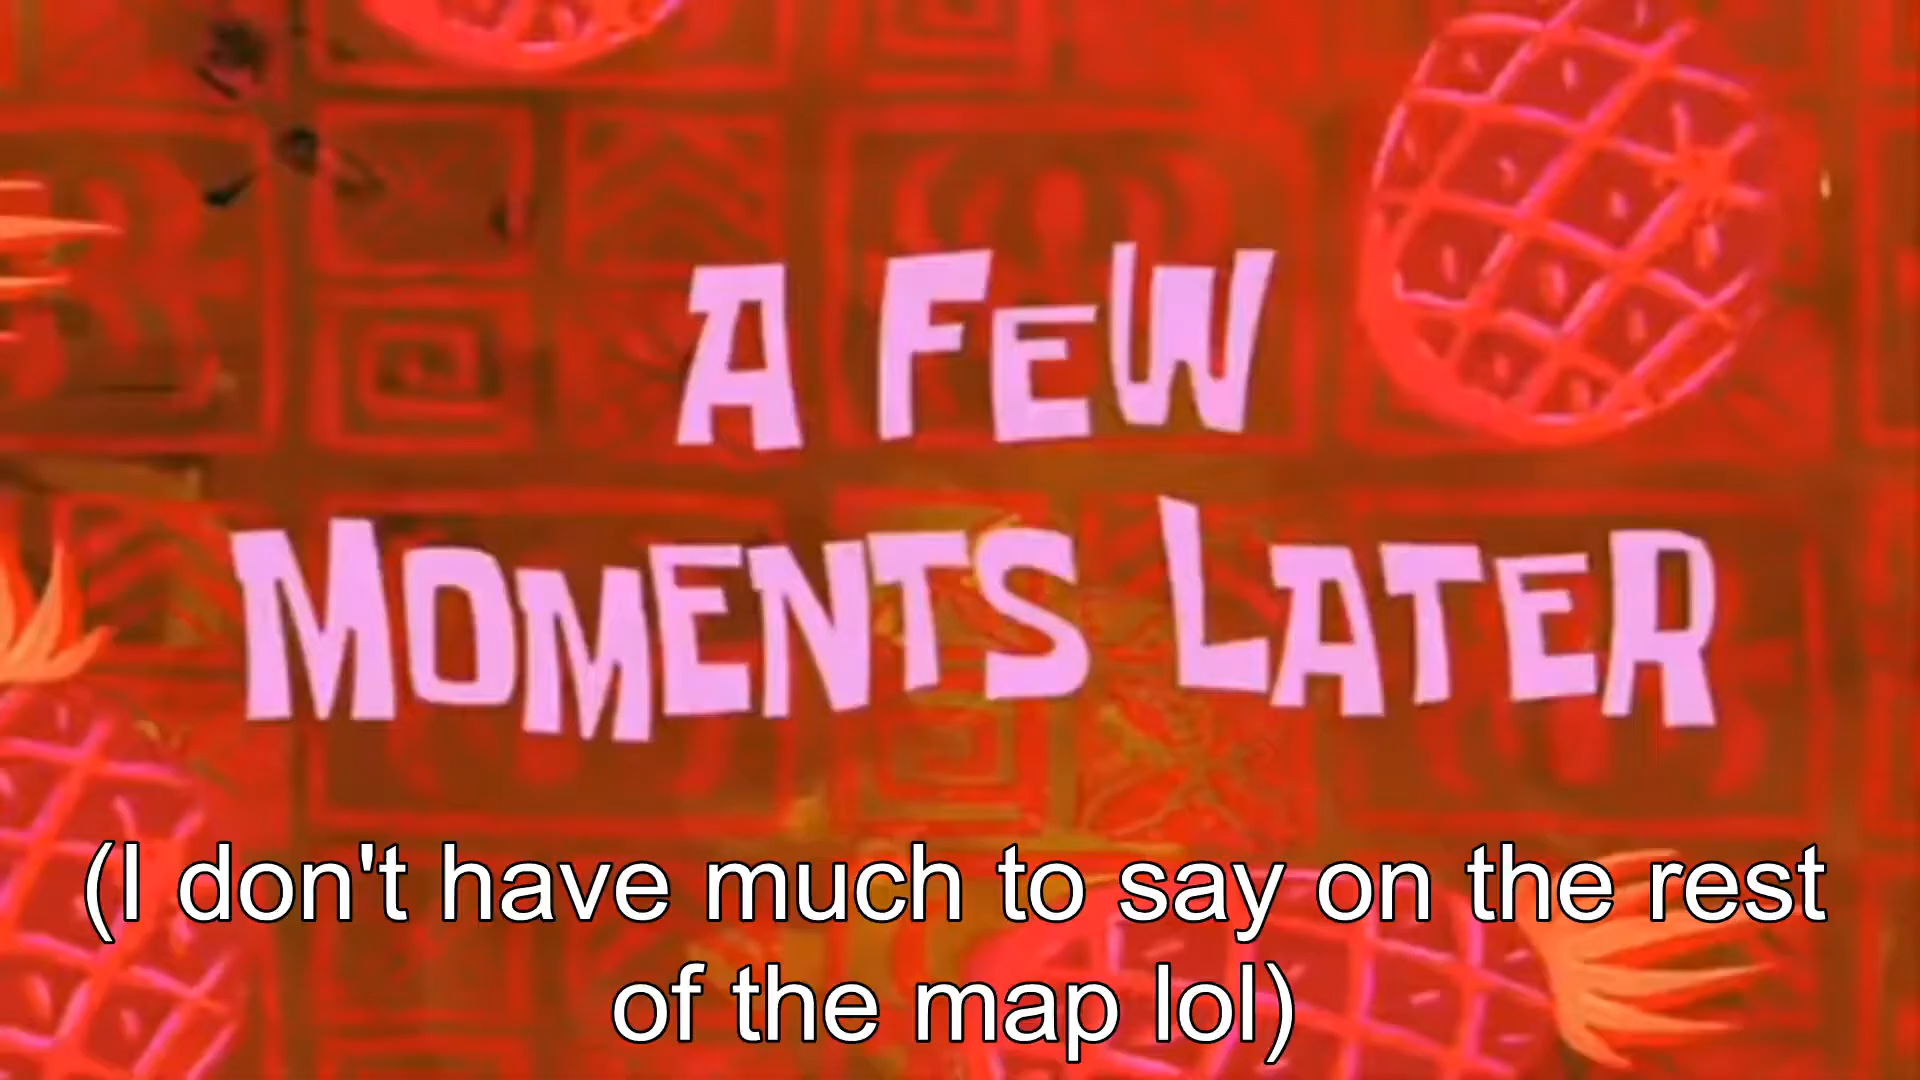 A FEW
MOMENTS LATER
(I don't have much to say on the rest
of the map lol)